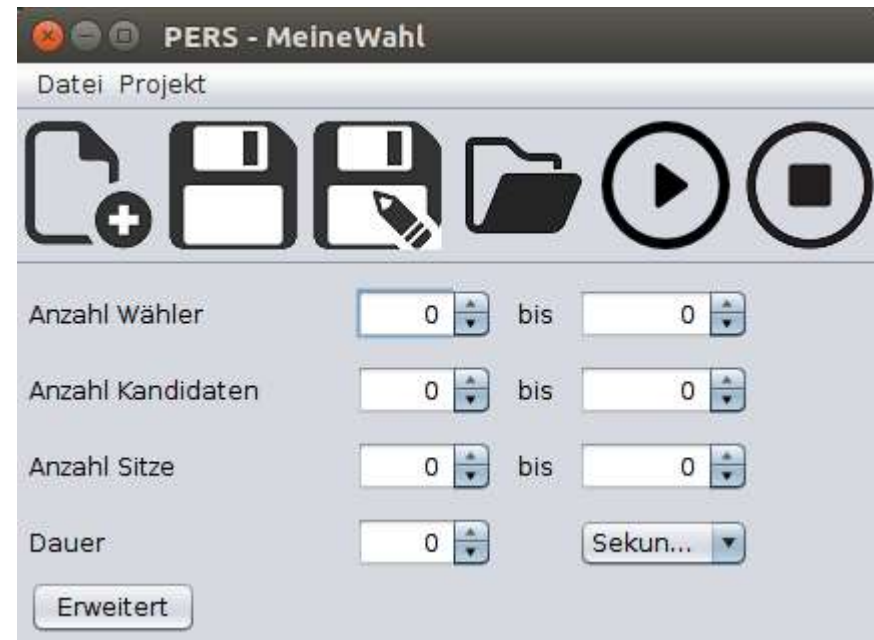 PERS - MeineWahl
Datei Projekt
Anzahl Wähler 0 bis 0
Anzahl Kandidaten 0 bis 0
Anzahl Sitze 0 bis 0
Dauer 0 Sekun...
Erweitert